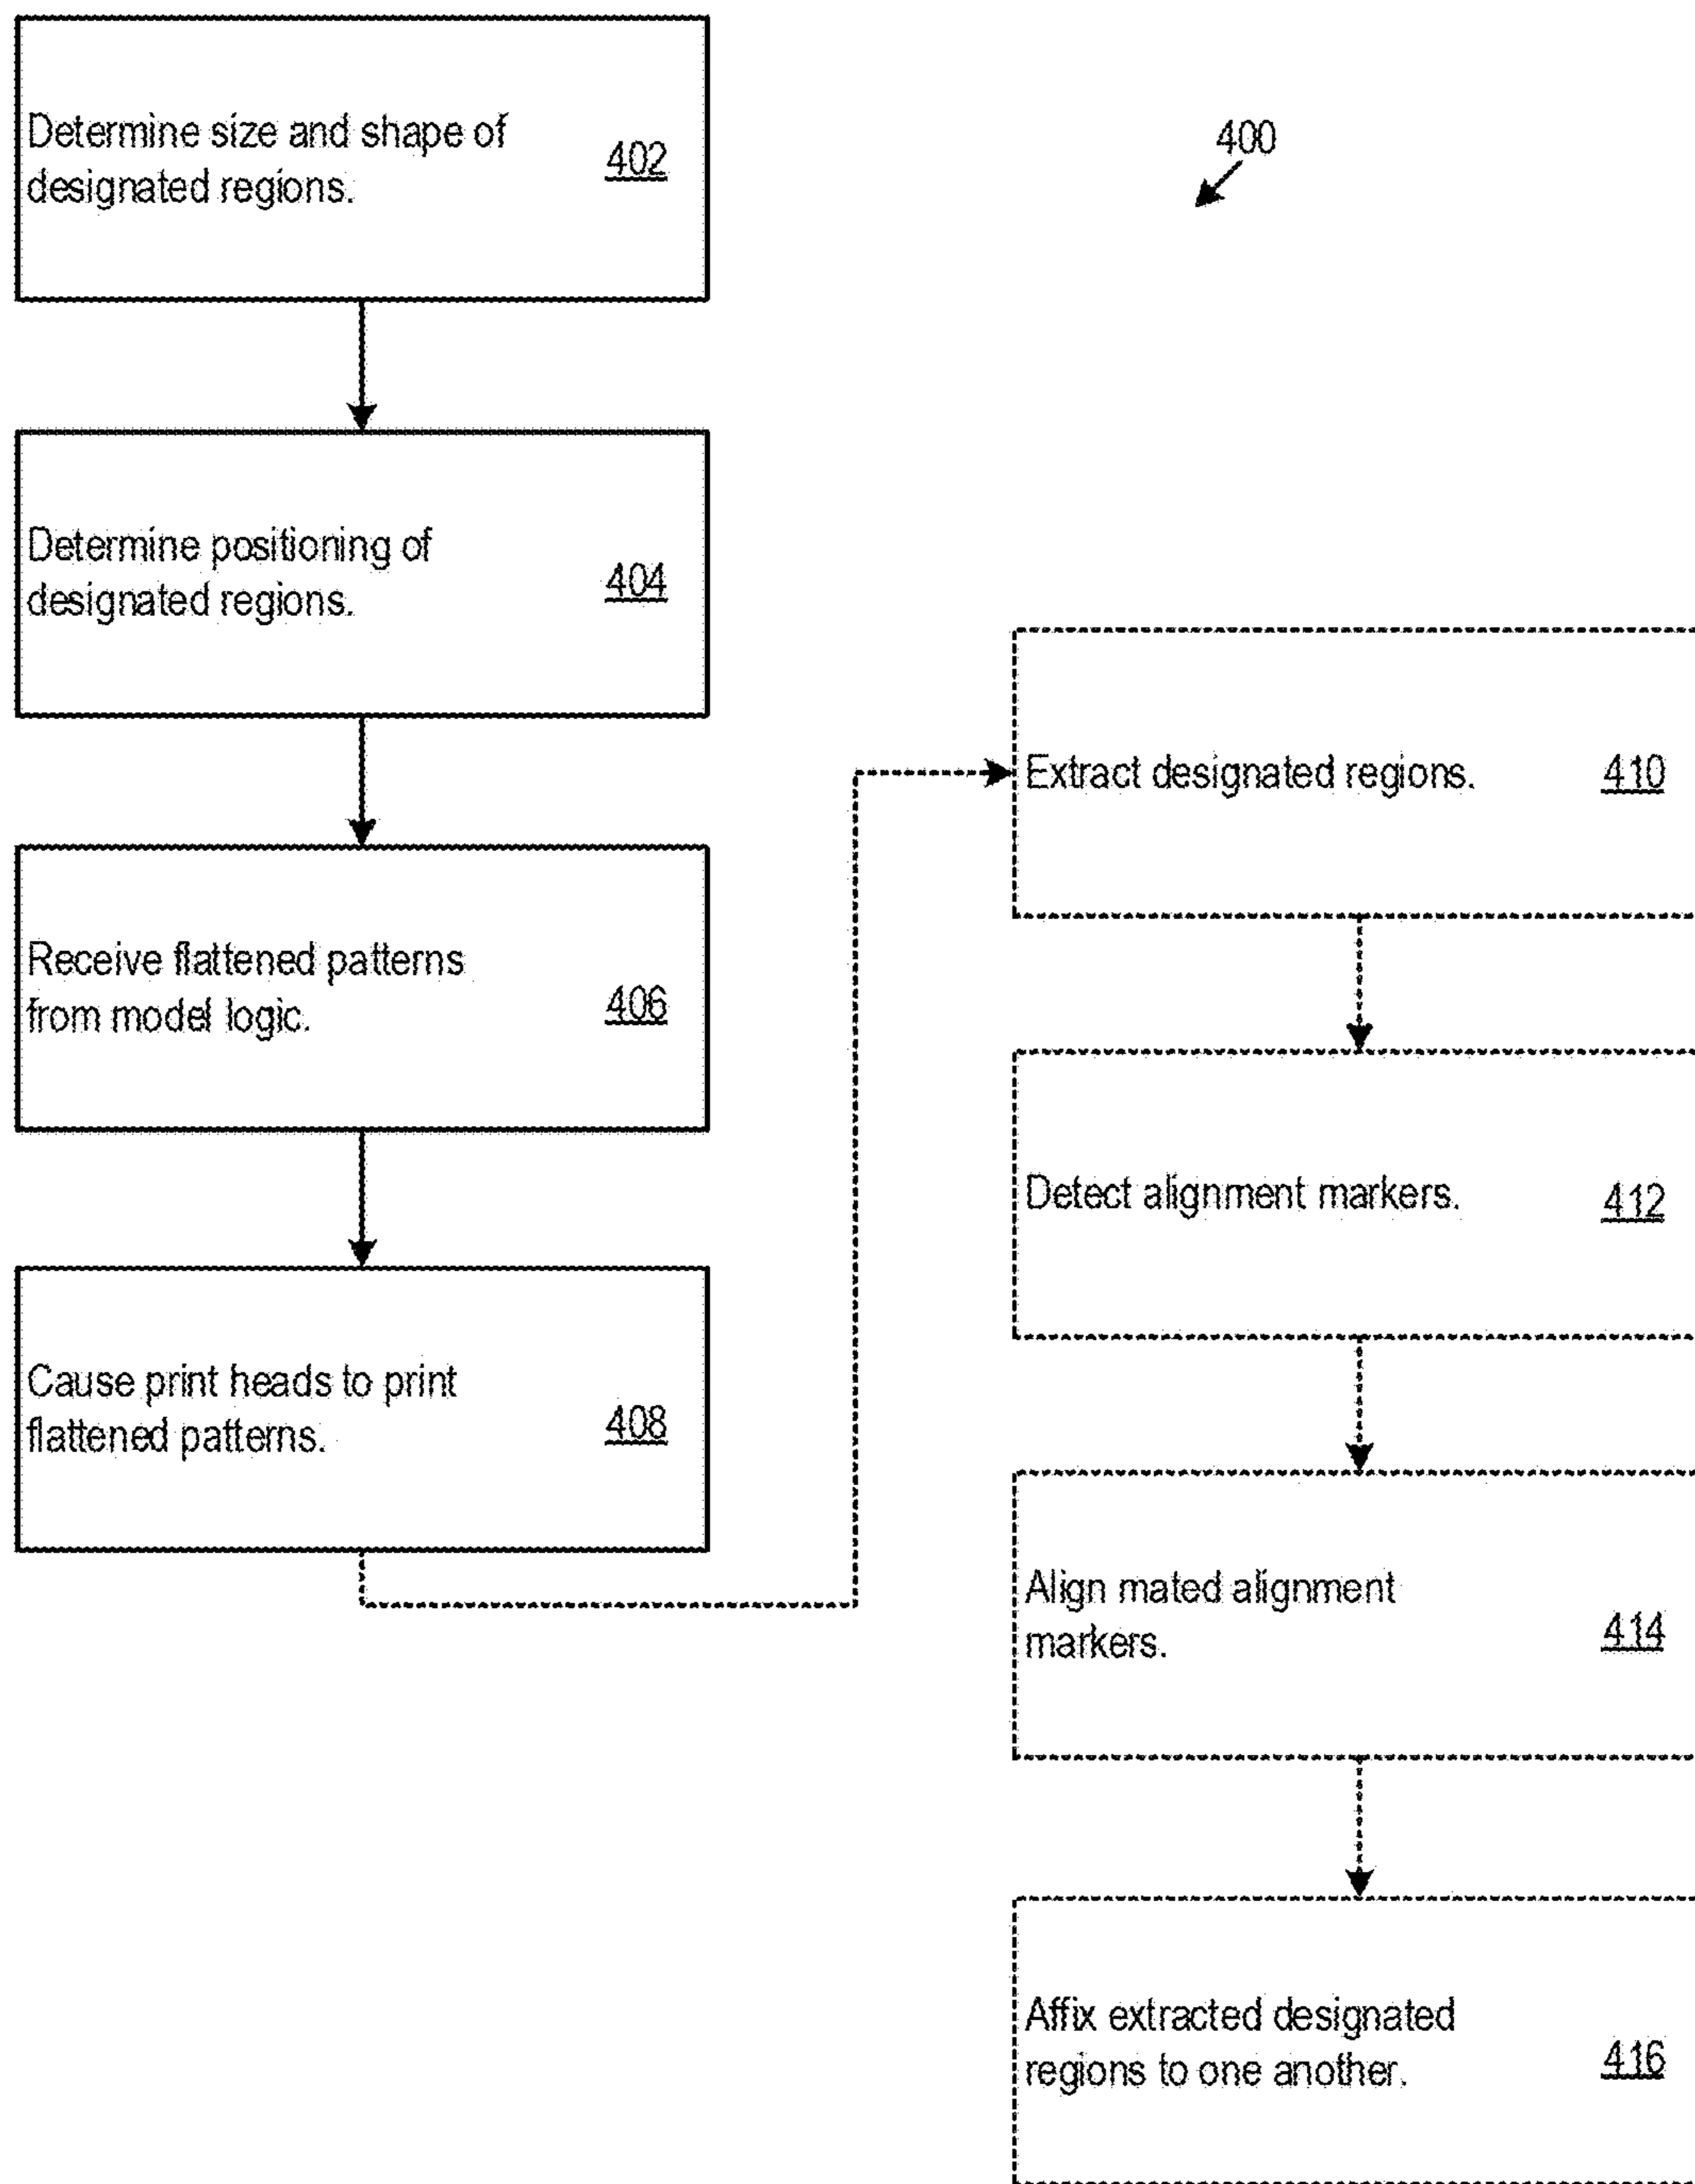 Determine size and shape of
designated regions.
402
400
Determine positioning of
designated regions.
404
Receive flattened patterns
from model logic.
406
Cause print heads to print
flattened patterns.
408
Extract designated regions.
410
Detect alignment markers.
412
Align mated alignment
markers.
414
Affix extracted designated
regions to one another.
416